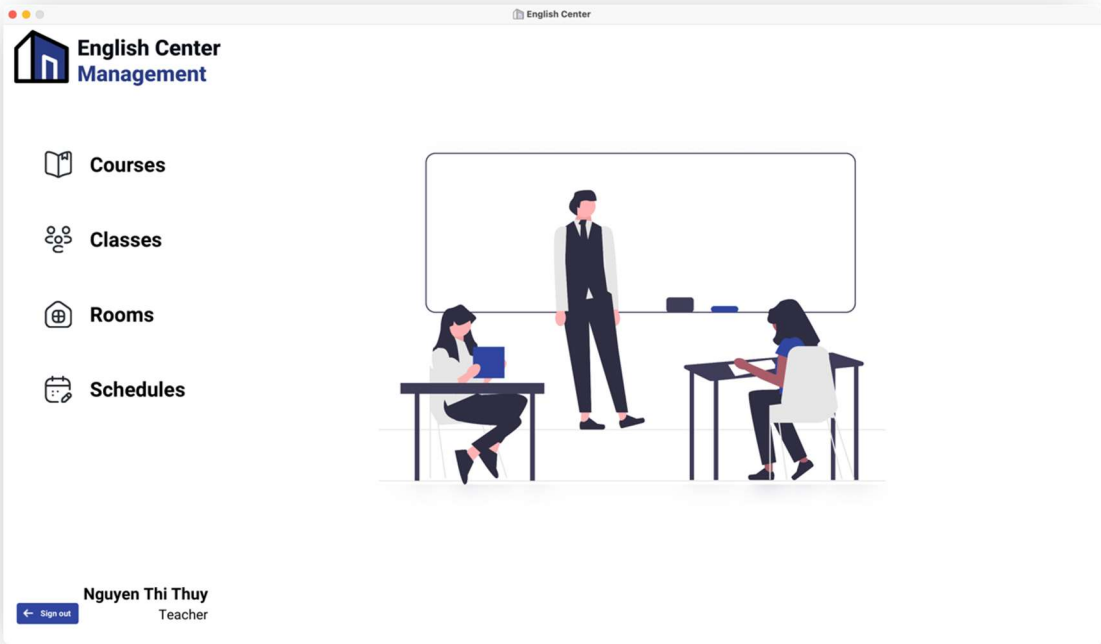 English Center
English Center
Management
Courses
Classes
Rooms
Schedules
Nguyen Thi Thuy
Sign out
Teacher